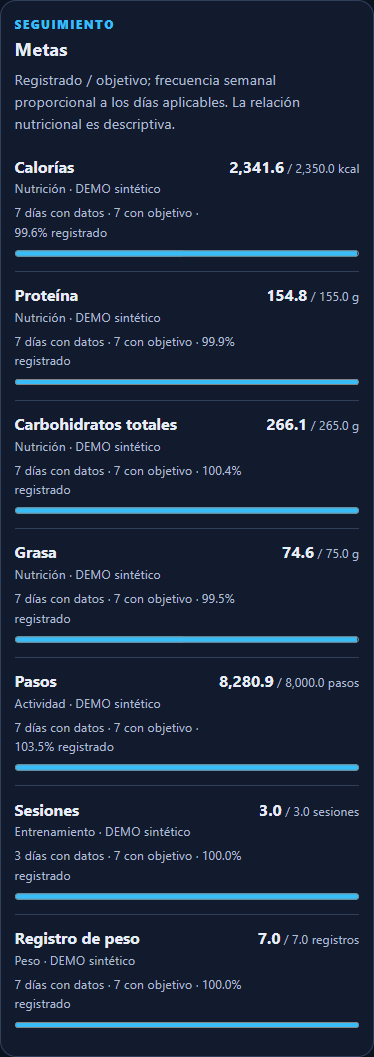 SEGUIMIENTO
Metas
Registrado / objetivo; frecuencia semanal
proporcional a los días aplicables. La relación
nutricional es descriptiva.
Calorías 2,341.6 / 2,350.0 kcal
Nutrición · DEMO sintético
7 días con datos · 7 con objetivo ·
99.6% registrado
Proteína 154.8 / 155.0 g
Nutrición · DEMO sintético
7 días con datos · 7 con objetivo · 99.9%
registrado
Carbohidratos totales 266.1 / 265.0 g
Nutrición · DEMO sintético
7 días con datos · 7 con objetivo · 100.4%
registrado
Grasa 74.6 / 75.0 g
Nutrición · DEMO sintético
7 días con datos · 7 con objetivo · 99.5%
registrado
Pasos 8,280.9 / 8,000.0 pasos
Actividad · DEMO sintético
7 días con datos · 7 con objetivo ·
103.5% registrado
Sesiones 3.0 / 3.0 sesiones
Entrenamiento · DEMO sintético
3 días con datos · 7 con objetivo · 100.0%
registrado
Registro de peso 7.0 / 7.0 registros
Peso · DEMO sintético
7 días con datos · 7 con objetivo · 100.0%
registrado